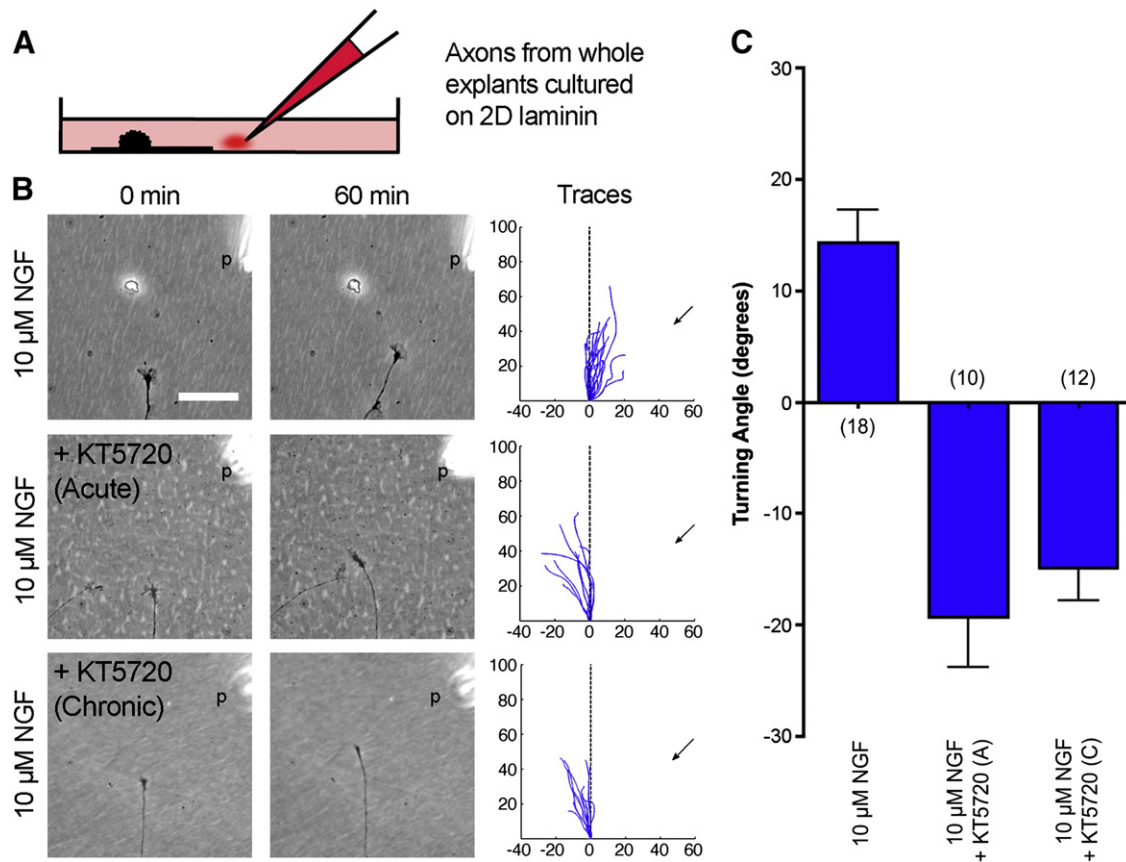 A
Axons from whole
explants cultured
on 2D laminin
B
0 min
60 min
Traces
10 µM NGF
p
p
100
80
60
40
20
-40 -20 0 20 40 60
10 µM NGF
+ KT5720
(Acute)
p
p
100
80
60
40
20
-40 -20 0 20 40 60
10 µM NGF
+ KT5720
(Chronic)
p
p
100
80
60
40
20
-40 -20 0 20 40 60
C
Turning Angle (degrees)
30
20
10
0
-10
-20
-30
(18)
(10)
(12)
10 µM NGF
10 µM NGF
+ KT5720 (A)
10 µM NGF
+ KT5720 (C)